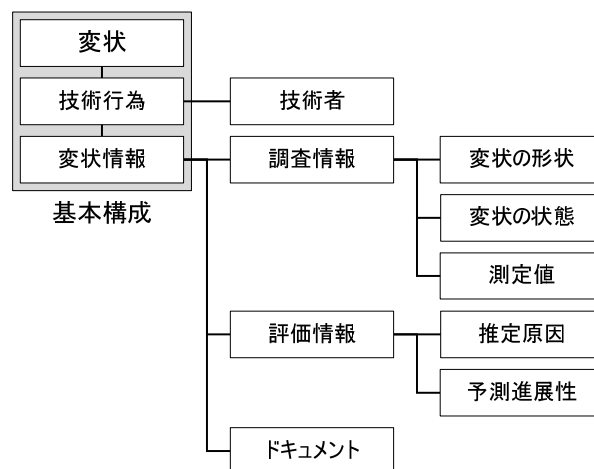 変状
技術行為
技術者
変状情報
調査情報
変状の形状
基本構成
変状の状態
測定値
評価情報
推定原因
予測進展性
ドキュメント